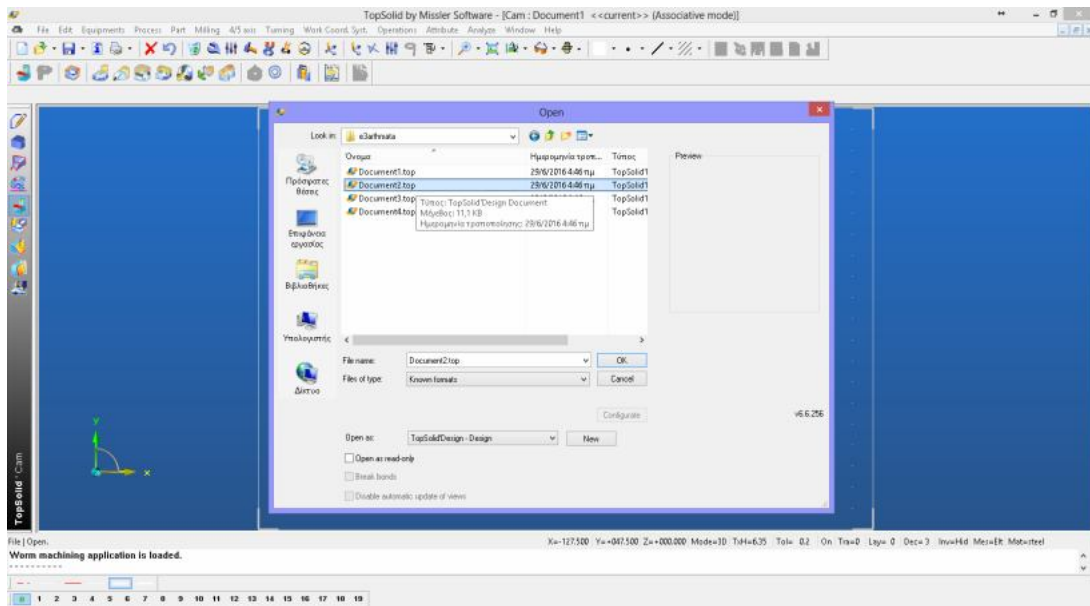 TopSolid by Missler Software - [Cam : Document1 <<current>> (Associative mode)]
File Edit Equipments Process Part Milling 4/5 axis Turning Work Coord. Syst. Operations Attribute Analyze Window Help
Open
Look in: e3arthmata
Όνομα Ημερομηνία τροπ... Τύπος
Preview
Document1.top 29/6/2016 4:46 πμ TopSolid'l
Document2.top 29/6/2016 4:46 πμ TopSolid'l
Document3.top TopSolid'l
Document4.top TopSolid'l
Τύπος: TopSolid'Design Document
Μέγεθος: 11,1 KB
Ημερομηνία τροποποίησης: 29/6/2016 4:46 πμ
Πρόσφατες
θέσεις
Επιφάνεια
εργασίας
Βιβλιοθήκες
Υπολογιστής
Δίκτυο
File name: Document2.top OK
Files of type: Known formats Cancel
Configurate
v6.6.256
Open as: TopSolid'Design - Design New
Open as read-only
Break bonds
Disable automatic update of views
y
x
TopSolid'Cam
File | Open.
X=-127.500 Y=+047.500 Z=+000.000 Mode=3D TxH=6.35 Tol= 0.2 On Tra=0 Lay= 0 Dec= 3 Inv=Hid Mes=Elt Mat=steel
Worm machining application is loaded.
----------
0 1 2 3 4 5 6 7 8 9 10 11 12 13 14 15 16 17 18 19